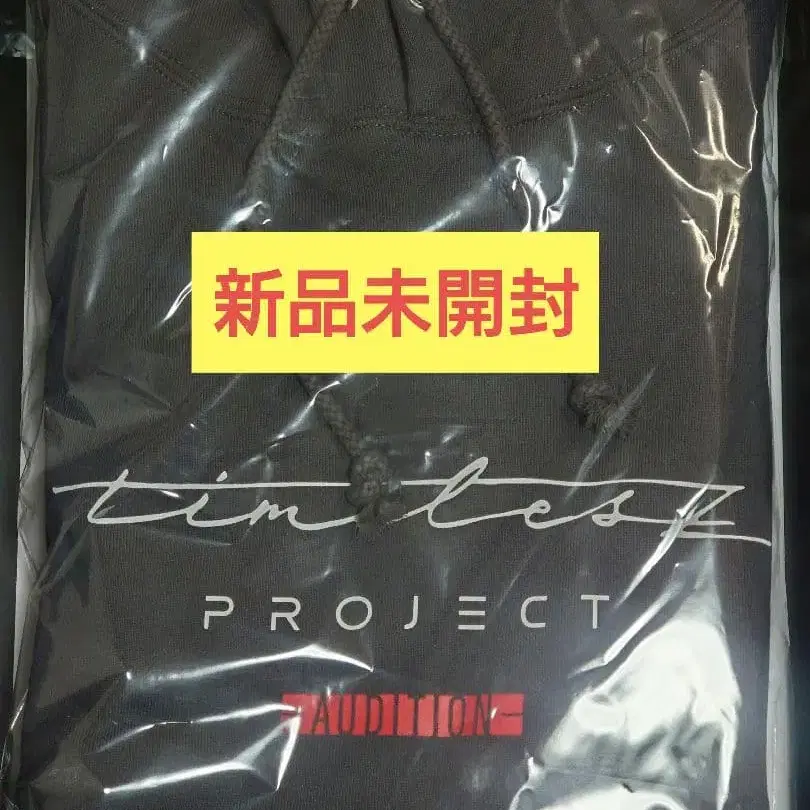 新品未開封
timelesz
PROJECT
-AUDITION-